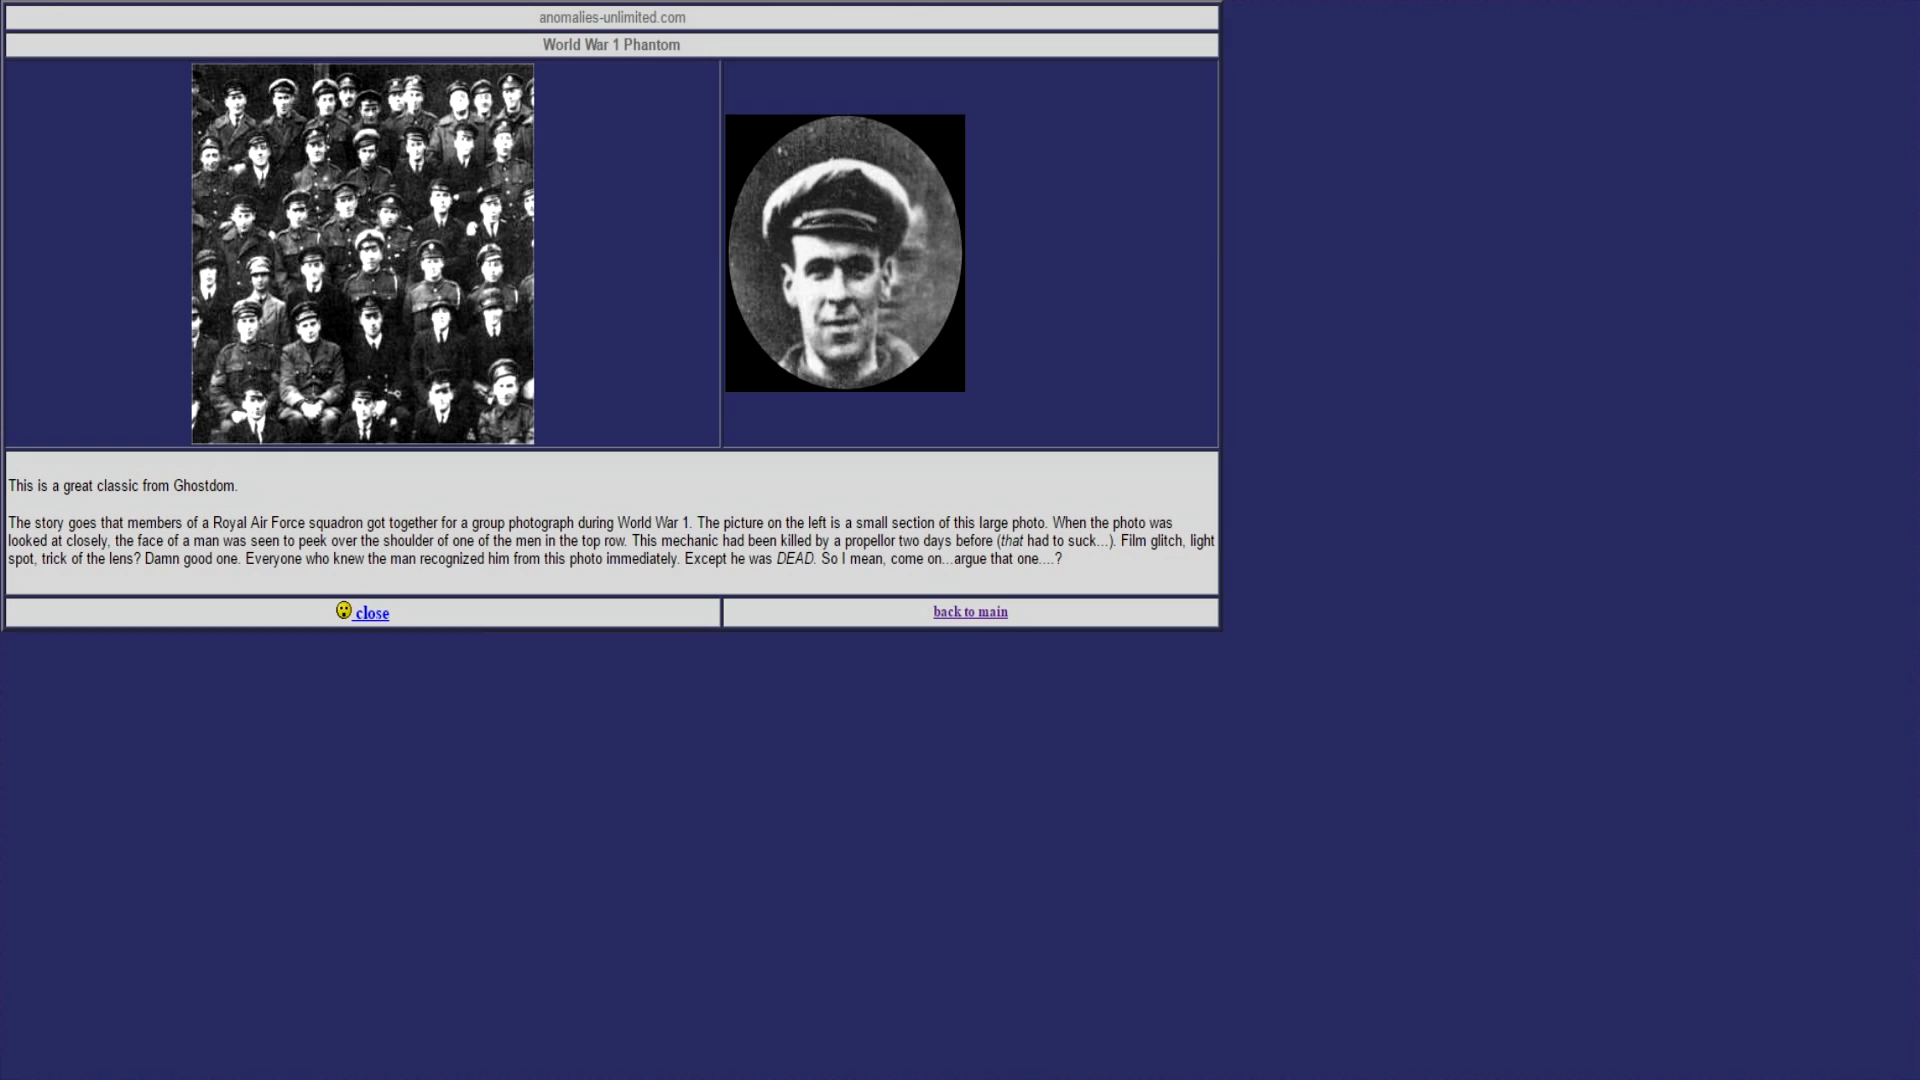 anomalies-unlimited.com
World War 1 Phantom
This is a great classic from Ghostdom.
The story goes that members of a Royal Air Force squadron got together for a group photograph during World War 1. The picture on the left is a small section of this large photo. When the photo was
looked at closely, the face of a man was seen to peek over the shoulder of one of the men in the top row. This mechanic had been killed by a propellor two days before (that had to suck...). Film glitch, light
spot, trick of the lens? Damn good one. Everyone who knew the man recognized him from this photo immediately. Except he was DEAD. So I mean, come on...argue that one....?
close
back to main